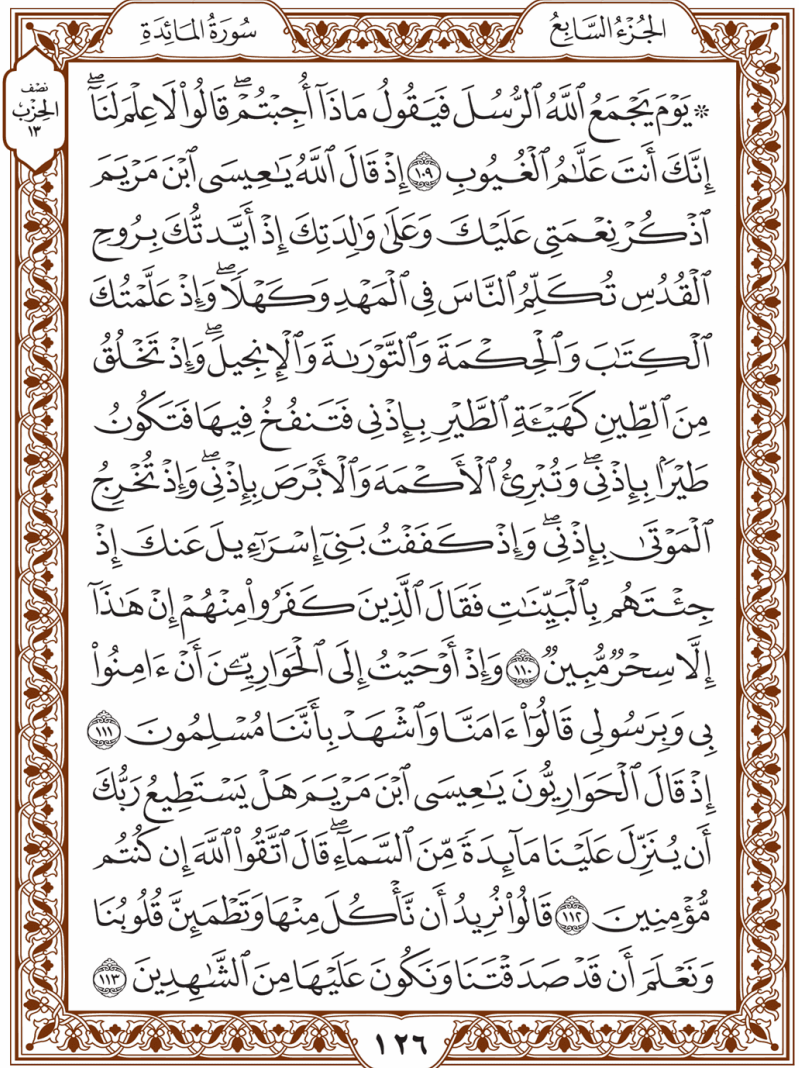 الجُزْءُ السَّابِعُ
سُورَةُ المَائِدَةِ
نصْف
الحِزْب
١٣
۞ يَوْمَ يَجْمَعُ ٱللَّهُ ٱلرُّسُلَ فَيَقُولُ مَاذَآ أُجِبْتُمْۖ قَالُوا۟ لَا عِلْمَ لَنَآۖ
إِنَّكَ أَنتَ عَلَّٰمُ ٱلْغُيُوبِ ١٠٩ إِذْ قَالَ ٱللَّهُ يَٰعِيسَى ٱبْنَ مَرْيَمَ
ٱذْكُرْ نِعْمَتِى عَلَيْكَ وَعَلَىٰ وَٰلِدَتِكَ إِذْ أَيَّدتُّكَ بِرُوحِ
ٱلْقُدُسِ تُكَلِّمُ ٱلنَّاسَ فِى ٱلْمَهْدِ وَكَهْلًاۖ وَإِذْ عَلَّمْتُكَ
ٱلْكِتَٰبَ وَٱلْحِكْمَةَ وَٱلتَّوْرَىٰةَ وَٱلْإِنجِيلَۖ وَإِذْ تَخْلُقُ
مِنَ ٱلطِّينِ كَهَيْـَٔةِ ٱلطَّيْرِ بِإِذْنِى فَتَنفُخُ فِيهَا فَتَكُونُ
طَيْرًۢا بِإِذْنِىۖ وَتُبْرِئُ ٱلْأَكْمَهَ وَٱلْأَبْرَصَ بِإِذْنِىۖ وَإِذْ تُخْرِجُ
ٱلْمَوْتَىٰ بِإِذْنِىۖ وَإِذْ كَفَفْتُ بَنِىٓ إِسْرَٰٓءِيلَ عَنكَ إِذْ
جِئْتَهُم بِٱلْبَيِّنَٰتِ فَقَالَ ٱلَّذِينَ كَفَرُوا۟ مِنْهُمْ إِنْ هَٰذَآ
إِلَّا سِحْرٌ مُّبِينٌ ١١٠ وَإِذْ أَوْحَيْتُ إِلَى ٱلْحَوَارِيِّۦنَ أَنْ ءَامِنُوا۟
بِى وَبِرَسُولِى قَالُوٓا۟ ءَامَنَّا وَٱشْهَدْ بِأَنَّنَا مُسْلِمُونَ ١١١
إِذْ قَالَ ٱلْحَوَارِيُّونَ يَٰعِيسَى ٱبْنَ مَرْيَمَ هَلْ يَسْتَطِيعُ رَبُّكَ
أَن يُنَزِّلَ عَلَيْنَا مَآئِدَةً مِّنَ ٱلسَّمَآءِۖ قَالَ ٱتَّقُوا۟ ٱللَّهَ إِن كُنتُم
مُّؤْمِنِينَ ١١٢ قَالُوا۟ نُرِيدُ أَن نَّأْكُلَ مِنْهَا وَتَطْمَئِنَّ قُلُوبُنَا
وَنَعْلَمَ أَن قَدْ صَدَقْتَنَا وَنَكُونَ عَلَيْهَا مِنَ ٱلشَّٰهِدِينَ ١١٣
١٢٦